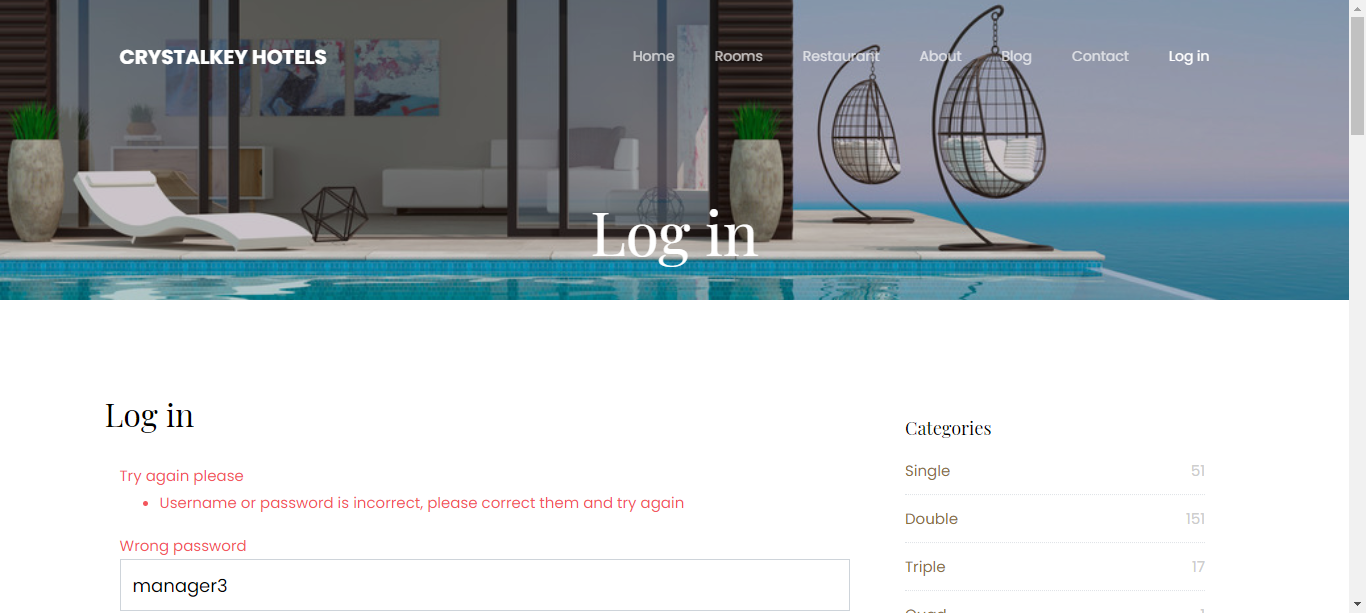 CRYSTALKEY HOTELS
Home Rooms Restaurant About Blog Contact Log in
Log in
Log in
Try again please
• Username or password is incorrect, please correct them and try again
Wrong password
manager3
Categories
Single 51
Double 151
Triple 17